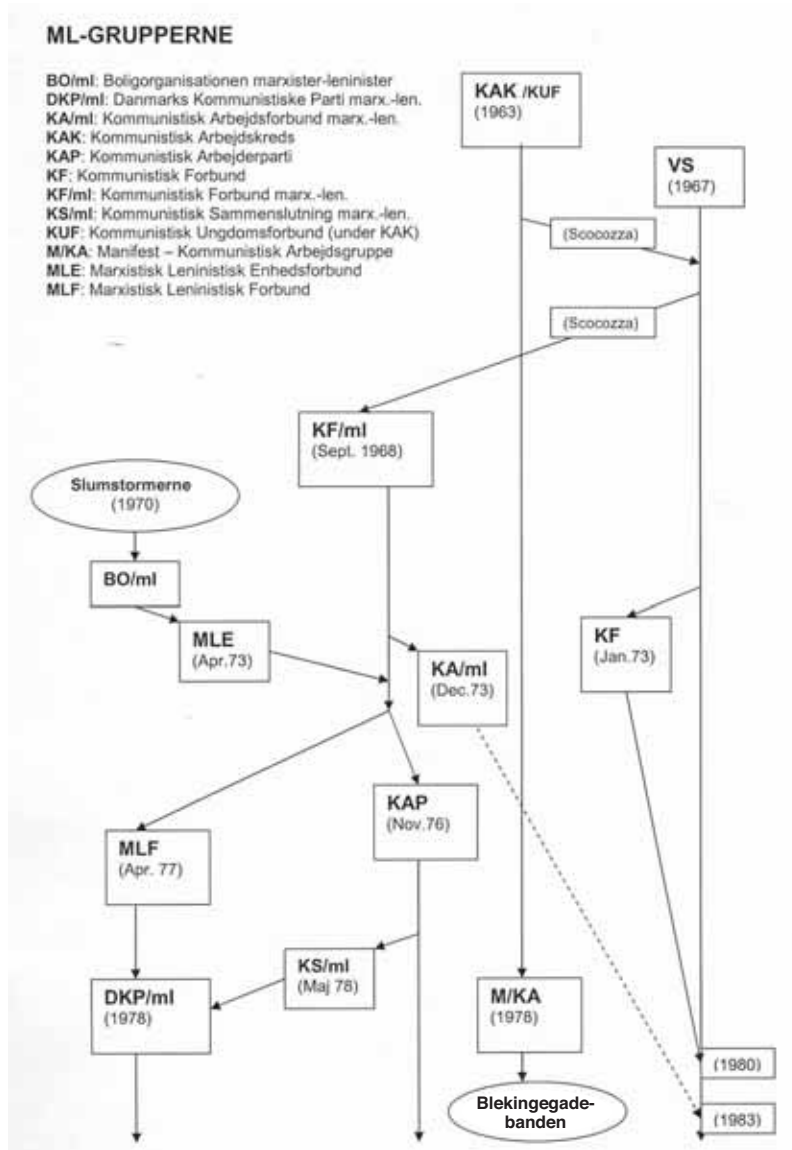 ML-GRUPPERNE
BO/ml: Boligorganisationen marxister-leninister
DKP/ml: Danmarks Kommunistiske Parti marx.-len.
KA/ml: Kommunistisk Arbejdsforbund marx.-len.
KAK: Kommunistisk Arbejdskreds
KAP: Kommunistisk Arbejderparti
KF: Kommunistisk Forbund
KF/ml: Kommunistisk Forbund marx.-len.
KS/ml: Kommunistisk Sammenslutning marx.-len.
KUF: Kommunistisk Ungdomsforbund (under KAK)
M/KA: Manifest – Kommunistisk Arbejdsgruppe
MLE: Marxistisk Leninistisk Enhedsforbund
MLF: Marxistisk Leninistisk Forbund
KAK /KUF
(1963)
VS
(1967)
(Scocozza)
(Scocozza)
KF/ml
(Sept. 1968)
Slumstormerne
(1970)
BO/ml
MLE
(Apr.73)
KA/ml
(Dec.73)
KF
(Jan.73)
KAP
(Nov.76)
MLF
(Apr. 77)
KS/ml
(Maj 78)
DKP/ml
(1978)
M/KA
(1978)
(1980)
Blekingegade-
banden
(1983)